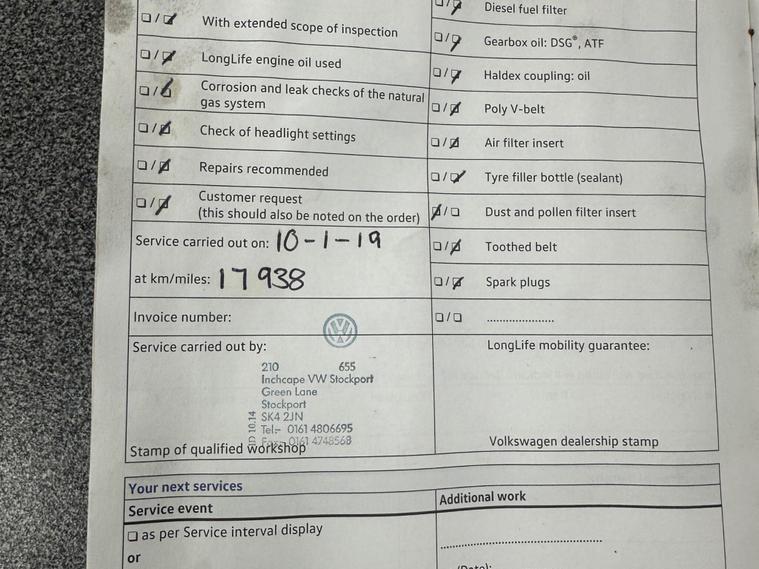 ☐ / ☑ With extended scope of inspection
☐ / ☑ LongLife engine oil used
☐ / ☑ Corrosion and leak checks of the natural
gas system
☐ / ☑ Check of headlight settings
☐ / ☑ Repairs recommended
☐ / ☑ Customer request
(this should also be noted on the order)
Service carried out on: 10-1-19
at km/miles: 17938
Invoice number:
Service carried out by:
210 655
Inchcape VW Stockport
Green Lane
Stockport
SK4 2JN
Tel:- 0161 4806695
Fax:- 0161 4748568
ID 10.14
Stamp of qualified workshop
☐ / ☑ Diesel fuel filter
☐ / ☑ Gearbox oil: DSG®, ATF
☐ / ☑ Haldex coupling: oil
☐ / ☑ Poly V-belt
☐ / ☑ Air filter insert
☐ / ☑ Tyre filler bottle (sealant)
☑ / ☐ Dust and pollen filter insert
☐ / ☑ Toothed belt
☐ / ☑ Spark plugs
☐ / ☐ .....................
LongLife mobility guarantee:
Volkswagen dealership stamp
Your next services
Service event
☐ as per Service interval display
or
Additional work
(Date):